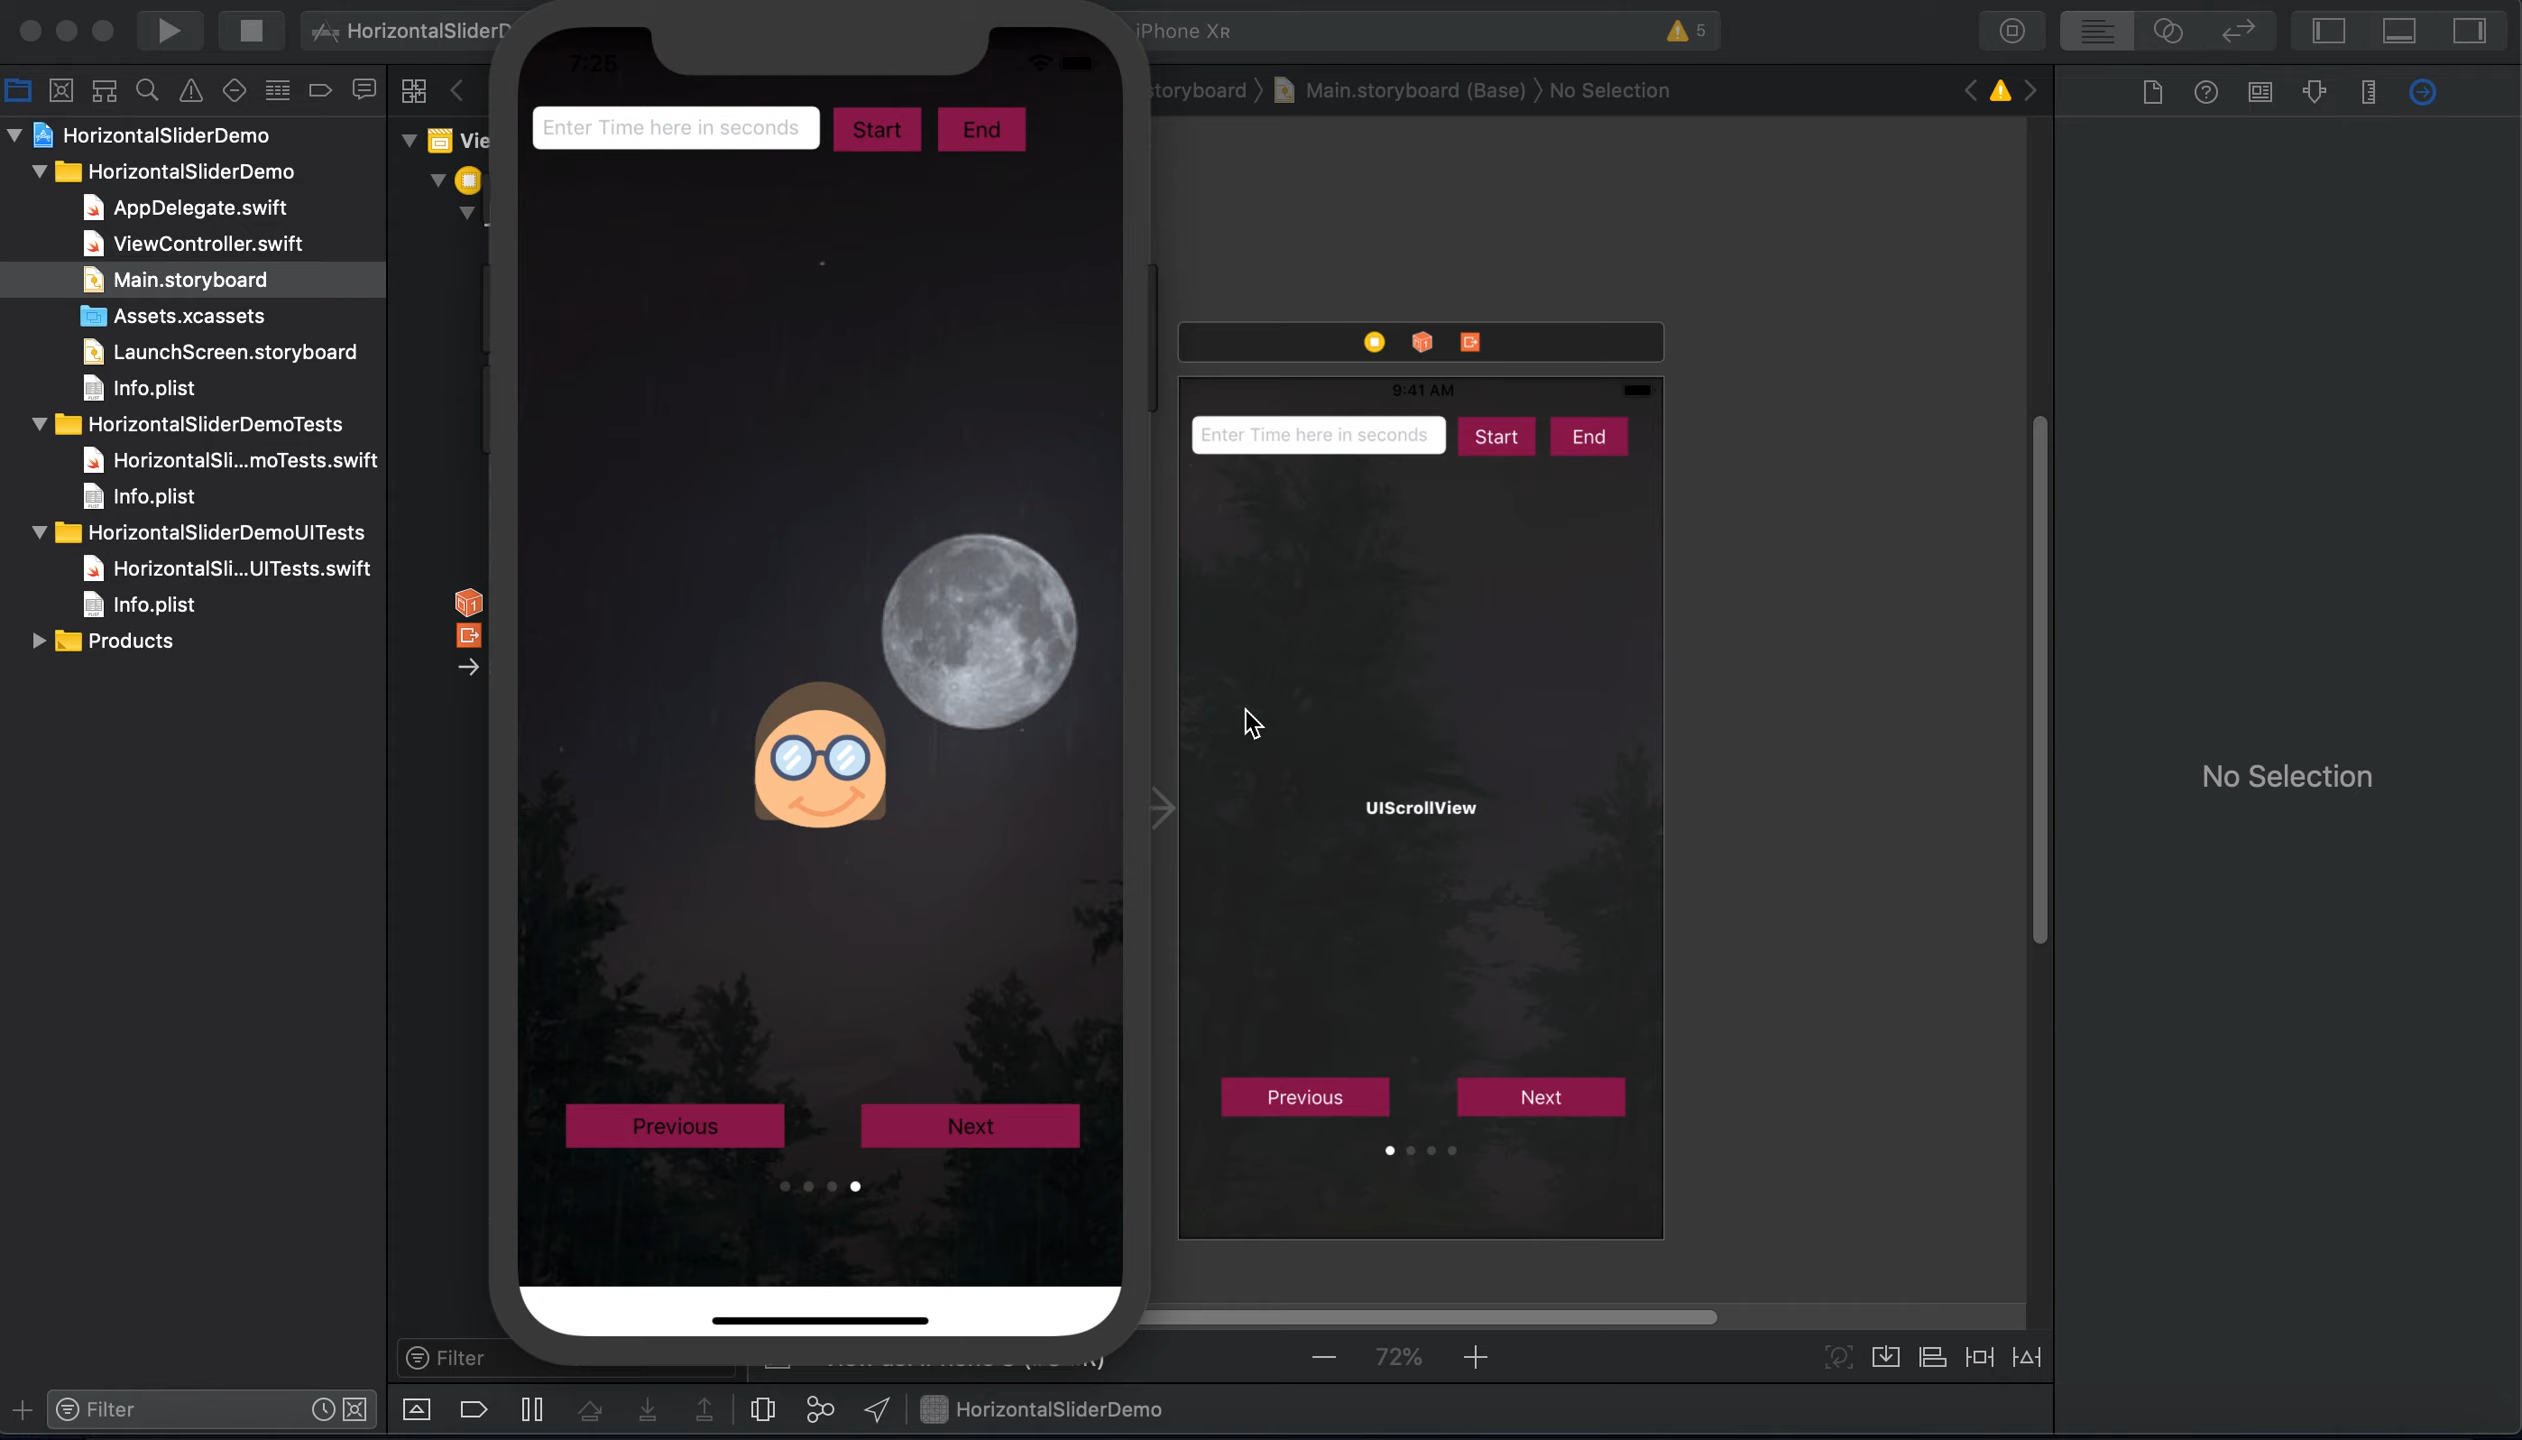 HorizontalSliderD
iPhone XR
5
storyboard
Main.storyboard (Base)
No Selection
HorizontalSliderDemo
HorizontalSliderDemo
AppDelegate.swift
ViewController.swift
Main.storyboard
Assets.xcassets
LaunchScreen.storyboard
Info.plist
HorizontalSliderDemoTests
HorizontalSli...moTests.swift
Info.plist
HorizontalSliderDemoUITests
HorizontalSli...UITests.swift
Info.plist
Products
Vie
7:25
Enter Time here in seconds
Start
End
Previous
Next
9:41 AM
Enter Time here in seconds
Start
End
UIScrollView
Previous
Next
No Selection
Filter
72%
Filter
HorizontalSliderDemo